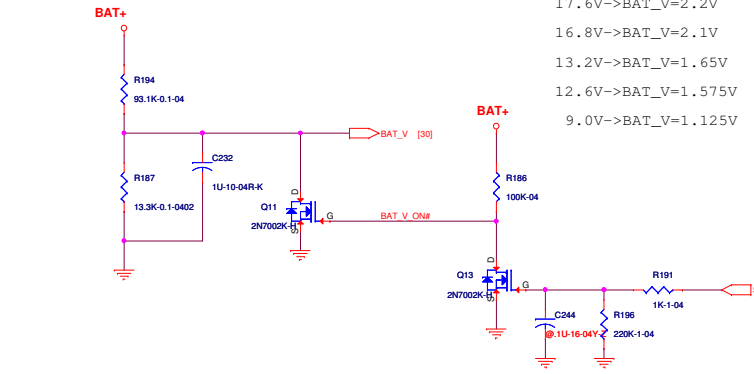 17.6V->BAT_V=2.2V
BAT+
16.8V->BAT_V=2.1V
13.2V->BAT_V=1.65V
R194
93.1K-0.1-04
12.6V->BAT_V=1.575V
BAT+
9.0V->BAT_V=1.125V
BAT_V [30]
C232
R187
1U-10-04R-K
R186
100K-04
D
13.3K-0.1-0402
Q11
G
BAT_V_ON#
2N7002K-H
S
D
Q13
R191
G
2N7002K-H
S
1K-1-04
C244
R196
@.1U-16-04Y-Z
220K-1-04